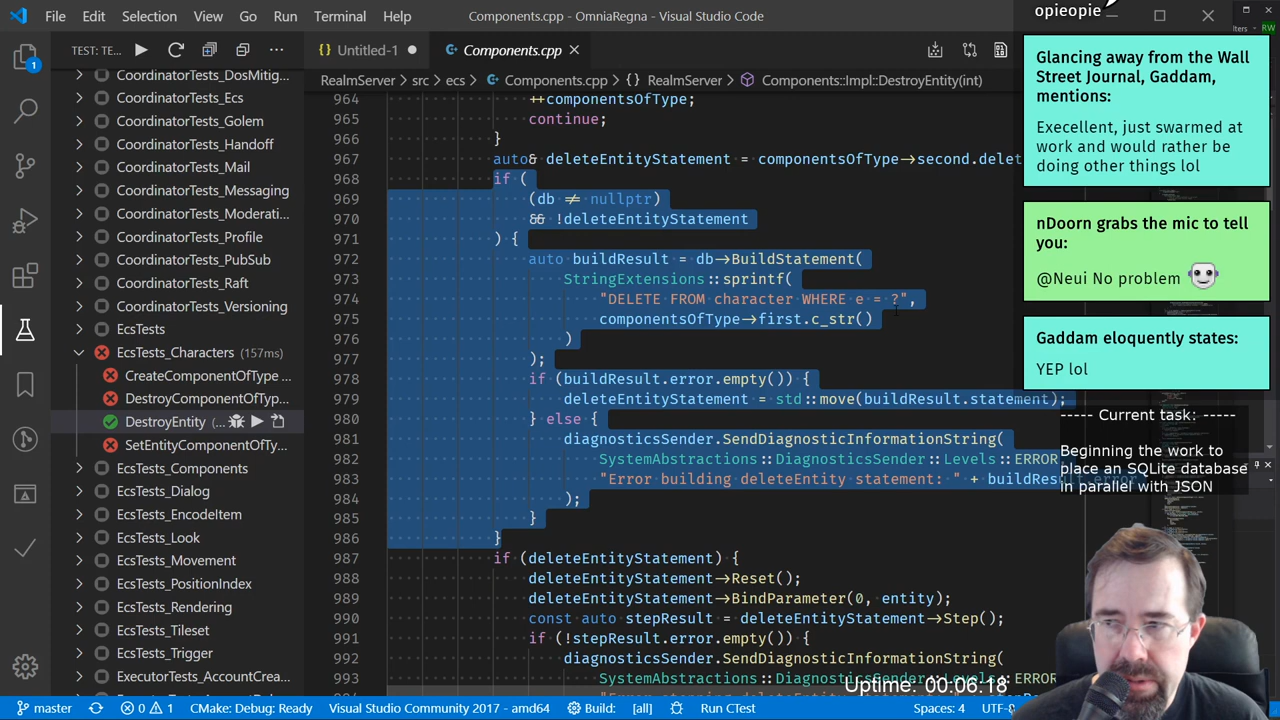 File Edit Selection View Go Run Terminal Help
Components.cpp - OmniaRegna - Visual Studio Code
opieopie
TEST: TE...
Untitled-1
Components.cpp
RealmServer > src > ecs > Components.cpp > {} RealmServer > Components::Impl::DestroyEntity(int)
1
CoordinatorTests_DosMitig...
CoordinatorTests_Ecs
CoordinatorTests_Golem
CoordinatorTests_Handoff
CoordinatorTests_Mail
CoordinatorTests_Messaging
CoordinatorTests_Moderati...
CoordinatorTests_Profile
CoordinatorTests_PubSub
CoordinatorTests_Raft
CoordinatorTests_Versioning
EcsTests
EcsTests_Characters (157ms)
CreateComponentOfType ...
DestroyComponentOfTyp...
DestroyEntity (...
SetEntityComponentOfTy...
EcsTests_Components
EcsTests_Dialog
EcsTests_EncodeItem
EcsTests_Look
EcsTests_Movement
EcsTests_PositionIndex
EcsTests_Rendering
EcsTests_Tileset
EcsTests_Trigger
ExecutorTests_AccountCrea...
964 ++componentsOfType;
965 continue;
966 }
967 auto& deleteEntityStatement = componentsOfType->second.delet
968 if (
969 (db != nullptr)
970 && !deleteEntityStatement
971 ) {
972 auto buildResult = db->BuildStatement(
973 StringExtensions::sprintf(
974 "DELETE FROM character WHERE e = ?",
975 componentsOfType->first.c_str()
976 )
977 );
978 if (buildResult.error.empty()) {
979 deleteEntityStatement = std::move(buildResult.statement);
980 } else {
981 diagnosticsSender.SendDiagnosticInformationString(
982 SystemAbstractions::DiagnosticsSender::Levels::ERROR
983 "Error building deleteEntity statement: " + buildResult.error
984 );
985 }
986 }
987 if (deleteEntityStatement) {
988 deleteEntityStatement->Reset();
989 deleteEntityStatement->BindParameter(0, entity);
990 const auto stepResult = deleteEntityStatement->Step();
991 if (!stepResult.error.empty()) {
992 diagnosticsSender.SendDiagnosticInformationString(
993 SystemAbstractions::DiagnosticsSender::Levels::ERROR
Glancing away from the Wall
Street Journal, Gaddam,
mentions:
Execellent, just swarmed at
work and would rather be
doing other things lol
nDoorn grabs the mic to tell
you:
@Neui No problem
Gaddam eloquently states:
YEP lol
----- Current task: -----
Beginning the work to
place an SQLite database
in parallel with JSON
Uptime: 00:06:18
master 0 1 CMake: Debug: Ready Visual Studio Community 2017 - amd64 Build: [all] Run CTest Spaces: 4